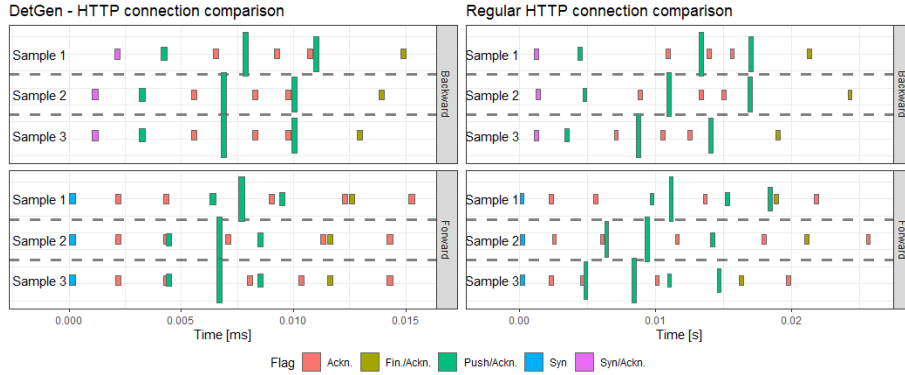 DetGen - HTTP connection comparison
Regular HTTP connection comparison
Sample 1
Sample 2
Sample 3
Backward
Sample 1
Sample 2
Sample 3
Backward
Sample 1
Sample 2
Sample 3
Forward
Sample 1
Sample 2
Sample 3
Forward
0.000 0.005 0.010 0.015
Time [ms]
0.00 0.01 0.02
Time [s]
Flag Ackn. Fin./Ackn. Push/Ackn. Syn Syn/Ackn.